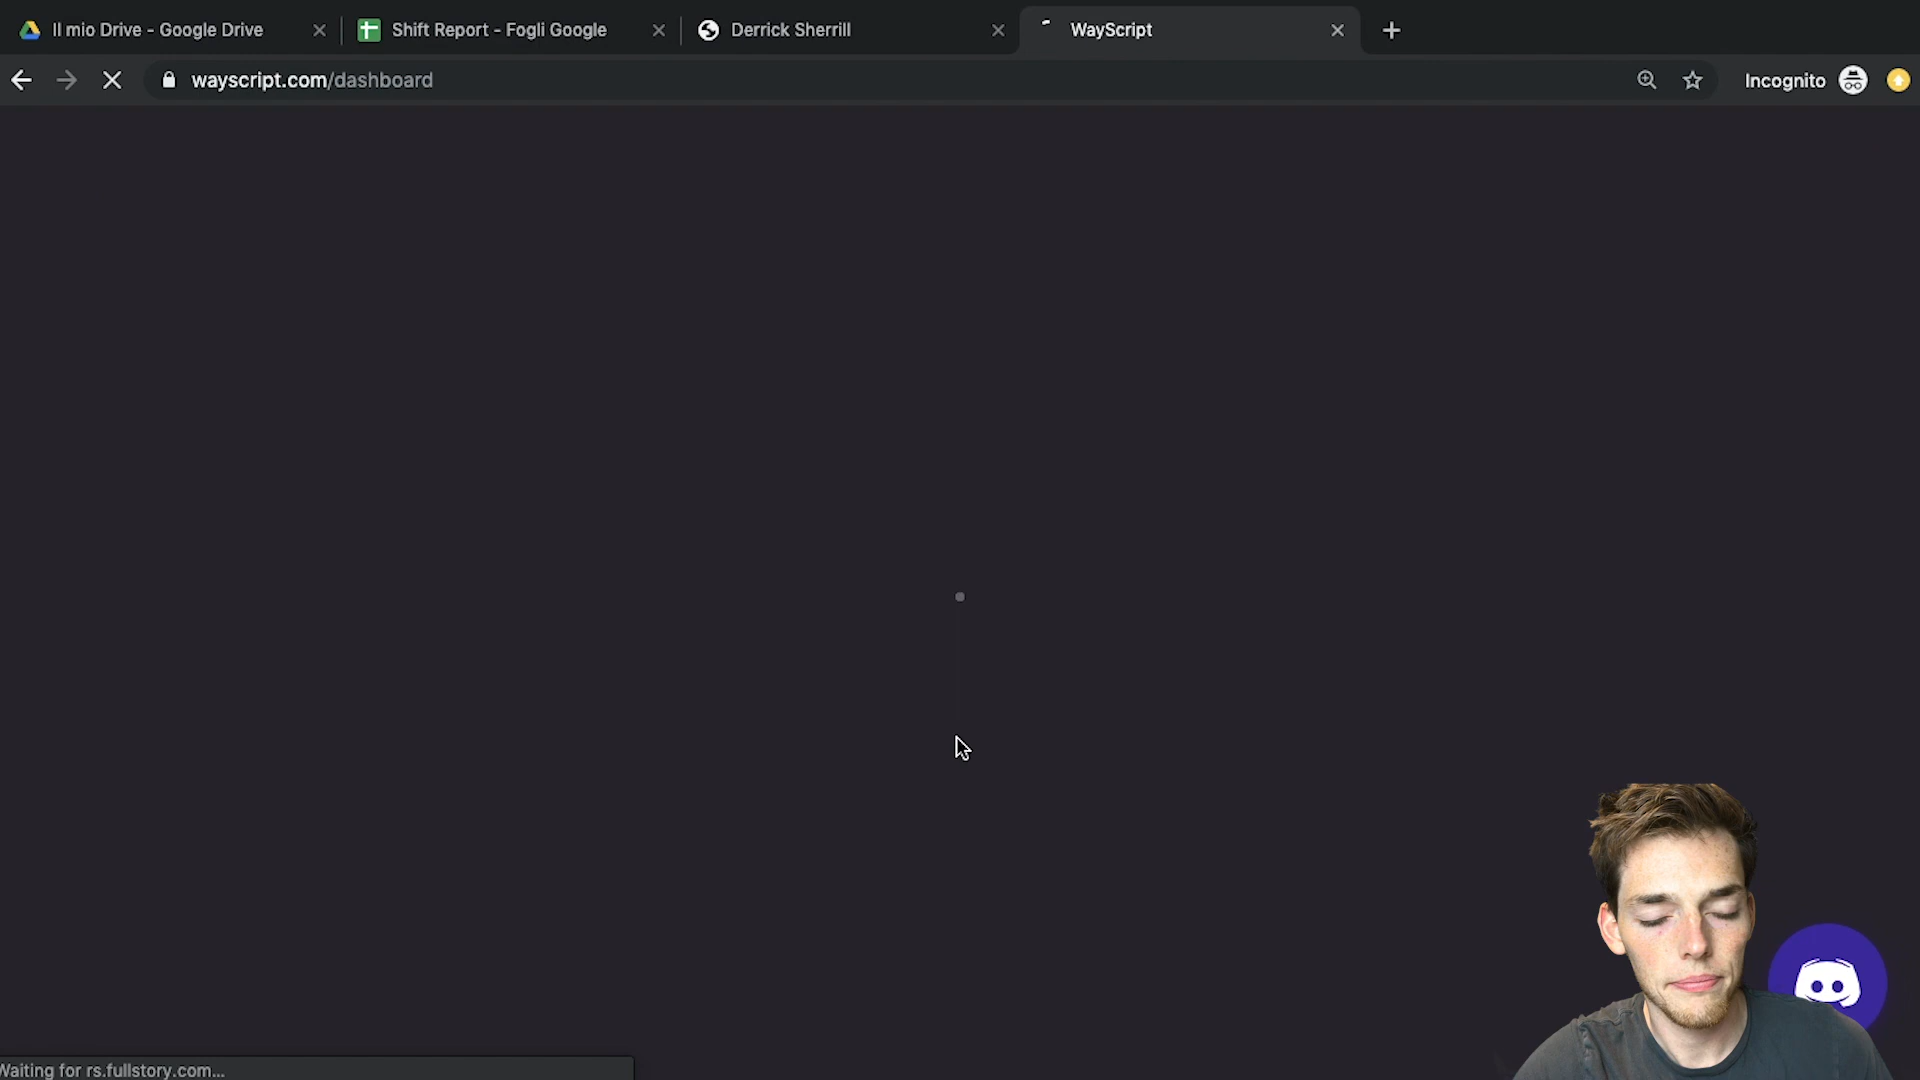 Il mio Drive - Google Drive
Shift Report - Fogli Google
Derrick Sherrill
WayScript
wayscript.com/dashboard
Incognito
Waiting for rs.fullstory.com...